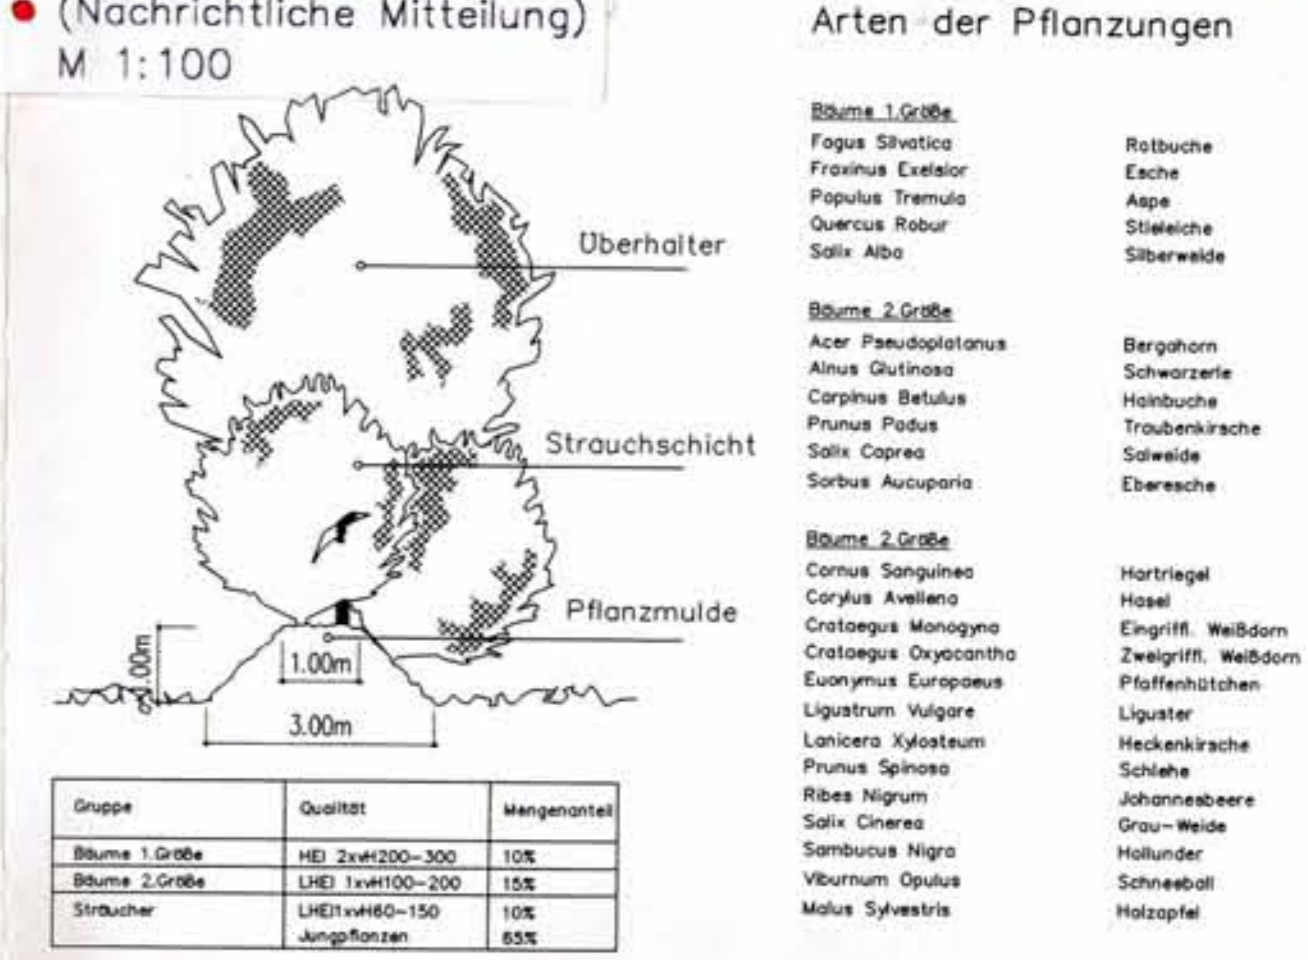 (Nachrichtliche Mitteilung)
M 1:100
Überhälter
Strauchschicht
Pflanzmulde
.00m
1.00m
3.00m
Gruppe Qualität Mengenanteil
Bäume 1.Größe HEI 2xvH200-300 10%
Bäume 2.Größe LHEI 1xvH100-200 15%
Sträucher LHEI1xvH60-150 10%
Jungpflanzen 65%
Arten der Pflanzungen
Bäume 1.Größe
Fagus Silvatica Rotbuche
Fraxinus Exelsior Esche
Populus Tremula Aspe
Quercus Robur Stieleiche
Salix Alba Silberweide
Bäume 2.Größe
Acer Pseudoplatanus Bergahorn
Alnus Glutinosa Schwarzerle
Carpinus Betulus Hainbuche
Prunus Padus Traubenkirsche
Salix Caprea Salweide
Sorbus Aucuparia Eberesche
Bäume 2.Größe
Cornus Sanguinea Hartriegel
Corylus Avellena Hasel
Crataegus Monogyna Eingriffl. Weißdorn
Crataegus Oxyacantha Zweigriffl. Weißdorn
Euonymus Europaeus Pfaffenhütchen
Ligustrum Vulgare Liguster
Lonicera Xylosteum Heckenkirsche
Prunus Spinosa Schlehe
Ribes Nigrum Johannesbeere
Salix Cinerea Grau-Weide
Sambucus Nigra Hollunder
Viburnum Opulus Schneeball
Malus Sylvestris Holzapfel